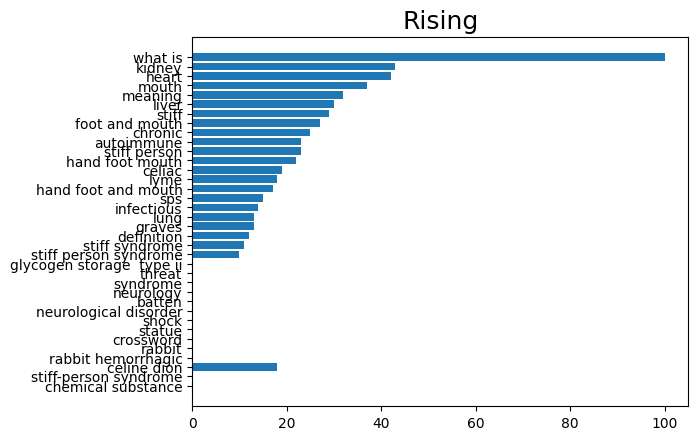 Rising
what is
kidney
heart
mouth
meaning
liver
stiff
foot and mouth
chronic
autoimmune
stiff person
hand foot mouth
celiac
lyme
hand foot and mouth
sps
infectious
lung
graves
definition
stiff syndrome
stiff person syndrome
glycogen storage  type ii
threat
syndrome
neurology
batten
neurological disorder
shock
statue
crossword
rabbit
rabbit hemorrhagic
celine dion
stiff-person syndrome
chemical substance
0 20 40 60 80 100